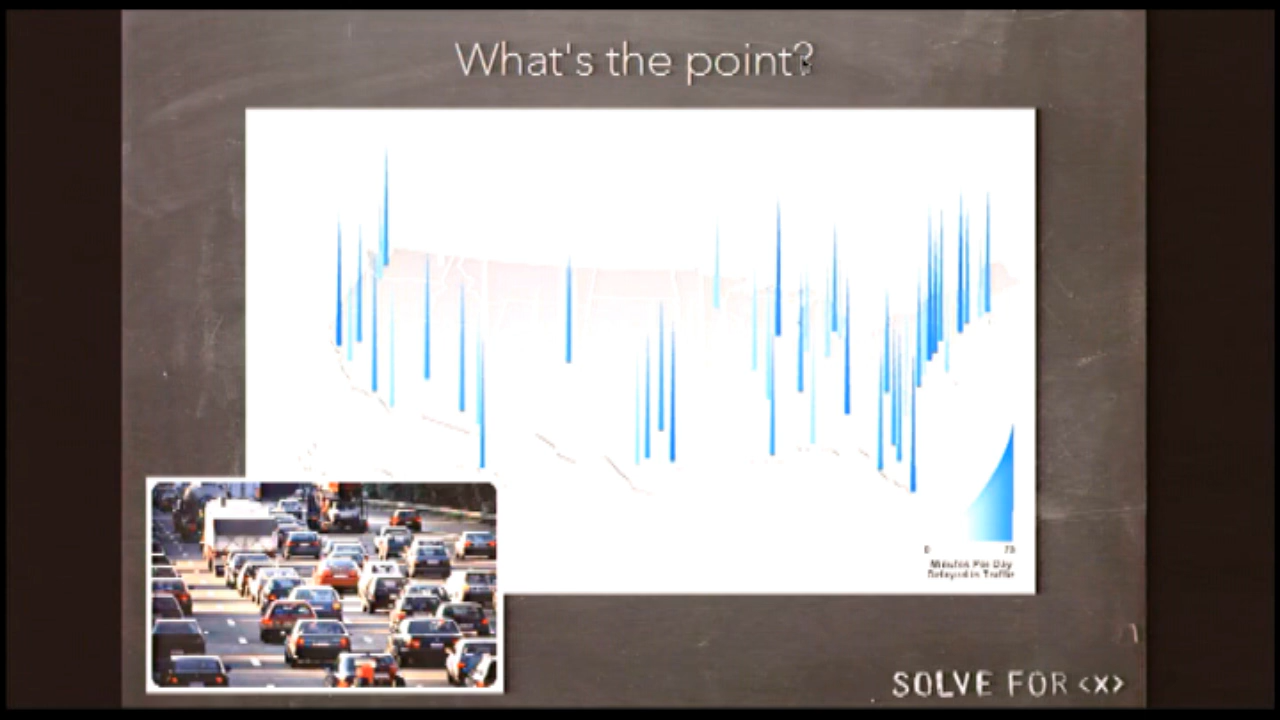 What's the point?
0 75
Minutes Per Day
Delayed in Traffic
SOLVE FOR <x>